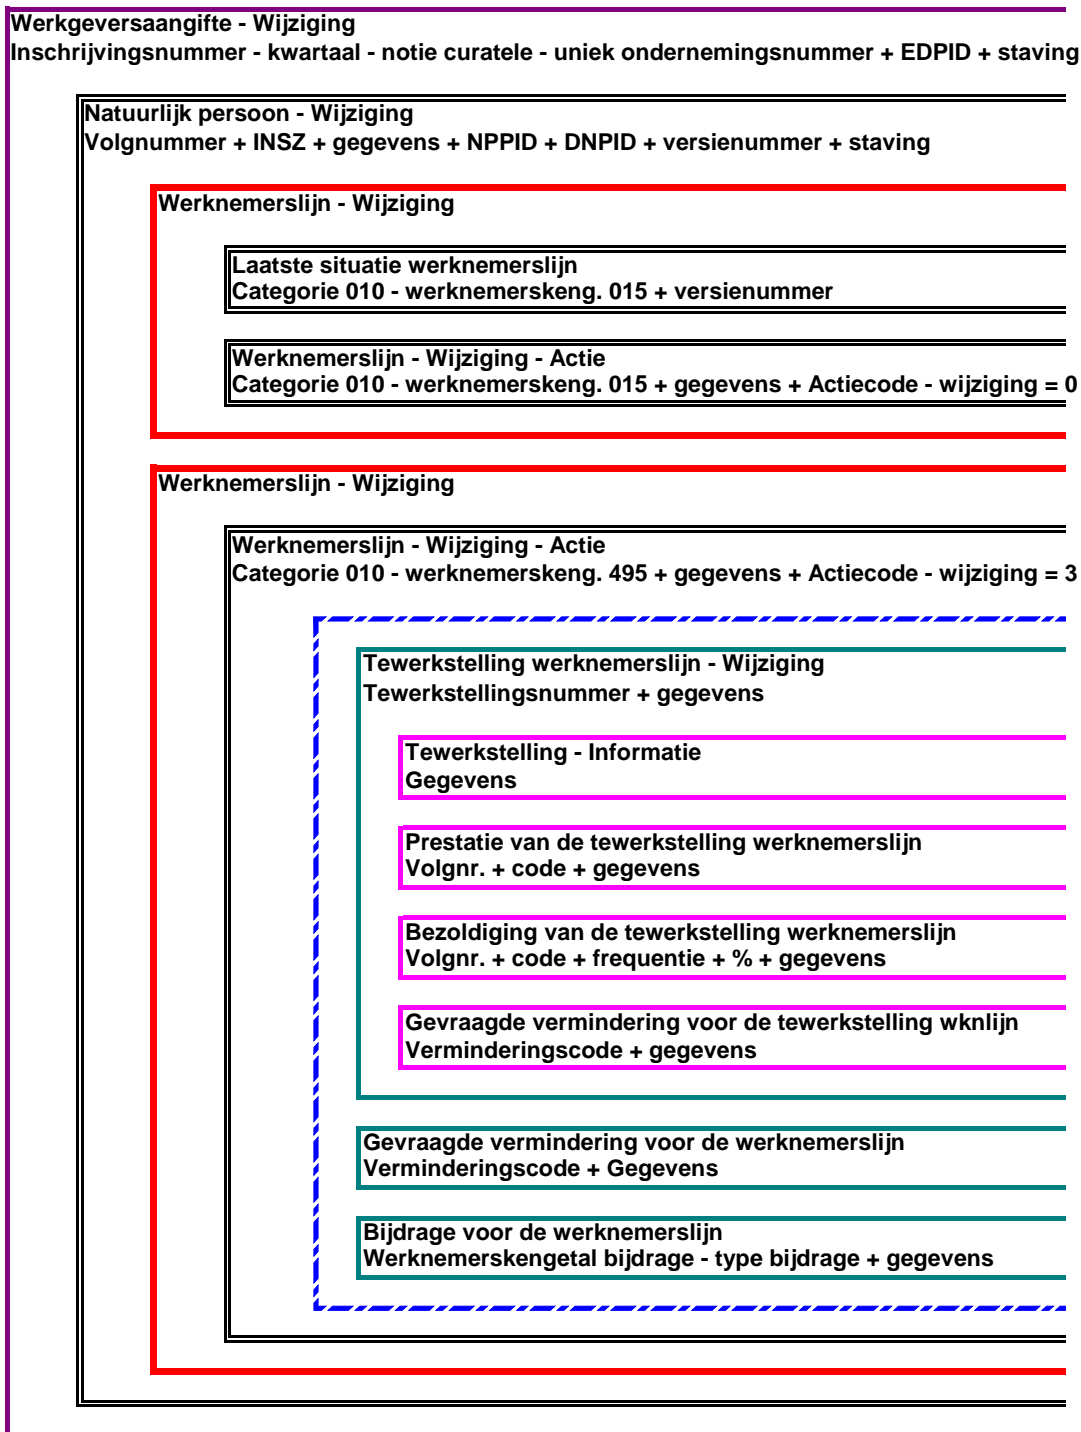 Werkgeversaangifte - Wijziging
Inschrijvingsnummer - kwartaal - notie curatele - uniek ondernemingsnummer + EDPID + staving
Natuurlijk persoon - Wijziging
Volgnummer + INSZ + gegevens + NPPID + DNPID + versienummer + staving
Werknemerslijn - Wijziging
Laatste situatie werknemerslijn
Categorie 010 - werknemerskeng. 015 + versienummer
Werknemerslijn - Wijziging - Actie
Categorie 010 - werknemerskeng. 015 + gegevens + Actiecode - wijziging = 0
Werknemerslijn - Wijziging
Werknemerslijn - Wijziging - Actie
Categorie 010 - werknemerskeng. 495 + gegevens + Actiecode - wijziging = 3
Tewerkstelling werknemerslijn - Wijziging
Tewerkstellingsnummer + gegevens
Tewerkstelling - Informatie
Gegevens
Prestatie van de tewerkstelling werknemerslijn
Volgnr. + code + gegevens
Bezoldiging van de tewerkstelling werknemerslijn
Volgnr. + code + frequentie + % + gegevens
Gevraagde vermindering voor de tewerkstelling wknlijn
Verminderingscode + gegevens
Gevraagde vermindering voor de werknemerslijn
Verminderingscode + Gegevens
Bijdrage voor de werknemerslijn
Werknemerskengetal bijdrage - type bijdrage + gegevens